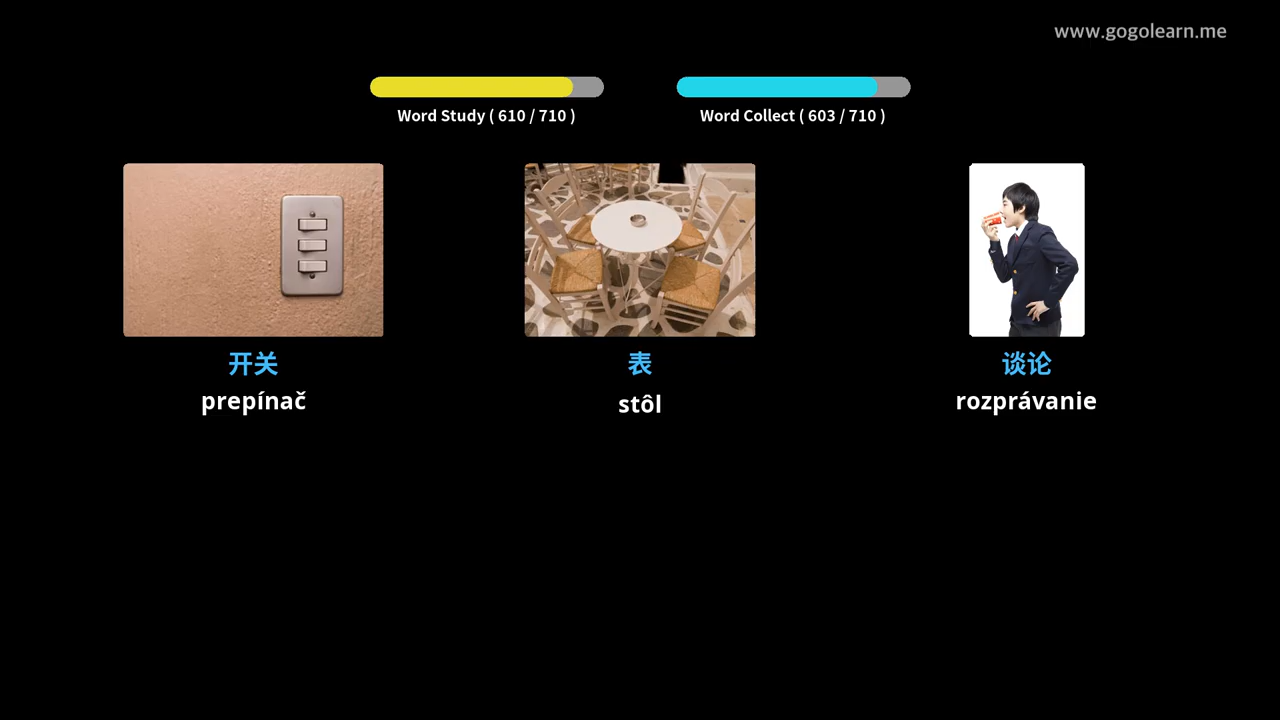 www.gogolearn.me
Word Study ( 610 / 710 )
Word Collect ( 603 / 710 )
开关
表
谈论
prepínač
stôl
rozprávanie